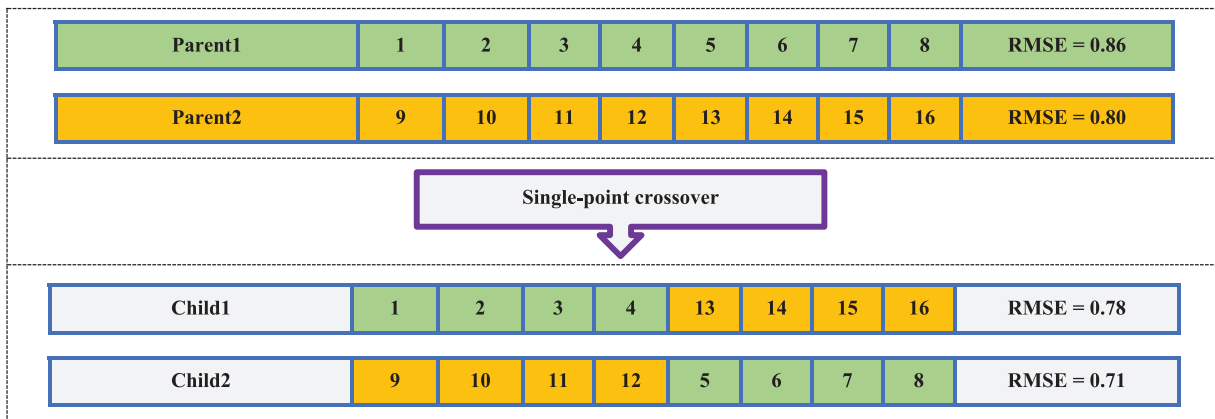 Parent1 1 2 3 4 5 6 7 8 RMSE = 0.86
Parent2 9 10 11 12 13 14 15 16 RMSE = 0.80
Single-point crossover
Child1 1 2 3 4 13 14 15 16 RMSE = 0.78
Child2 9 10 11 12 5 6 7 8 RMSE = 0.71